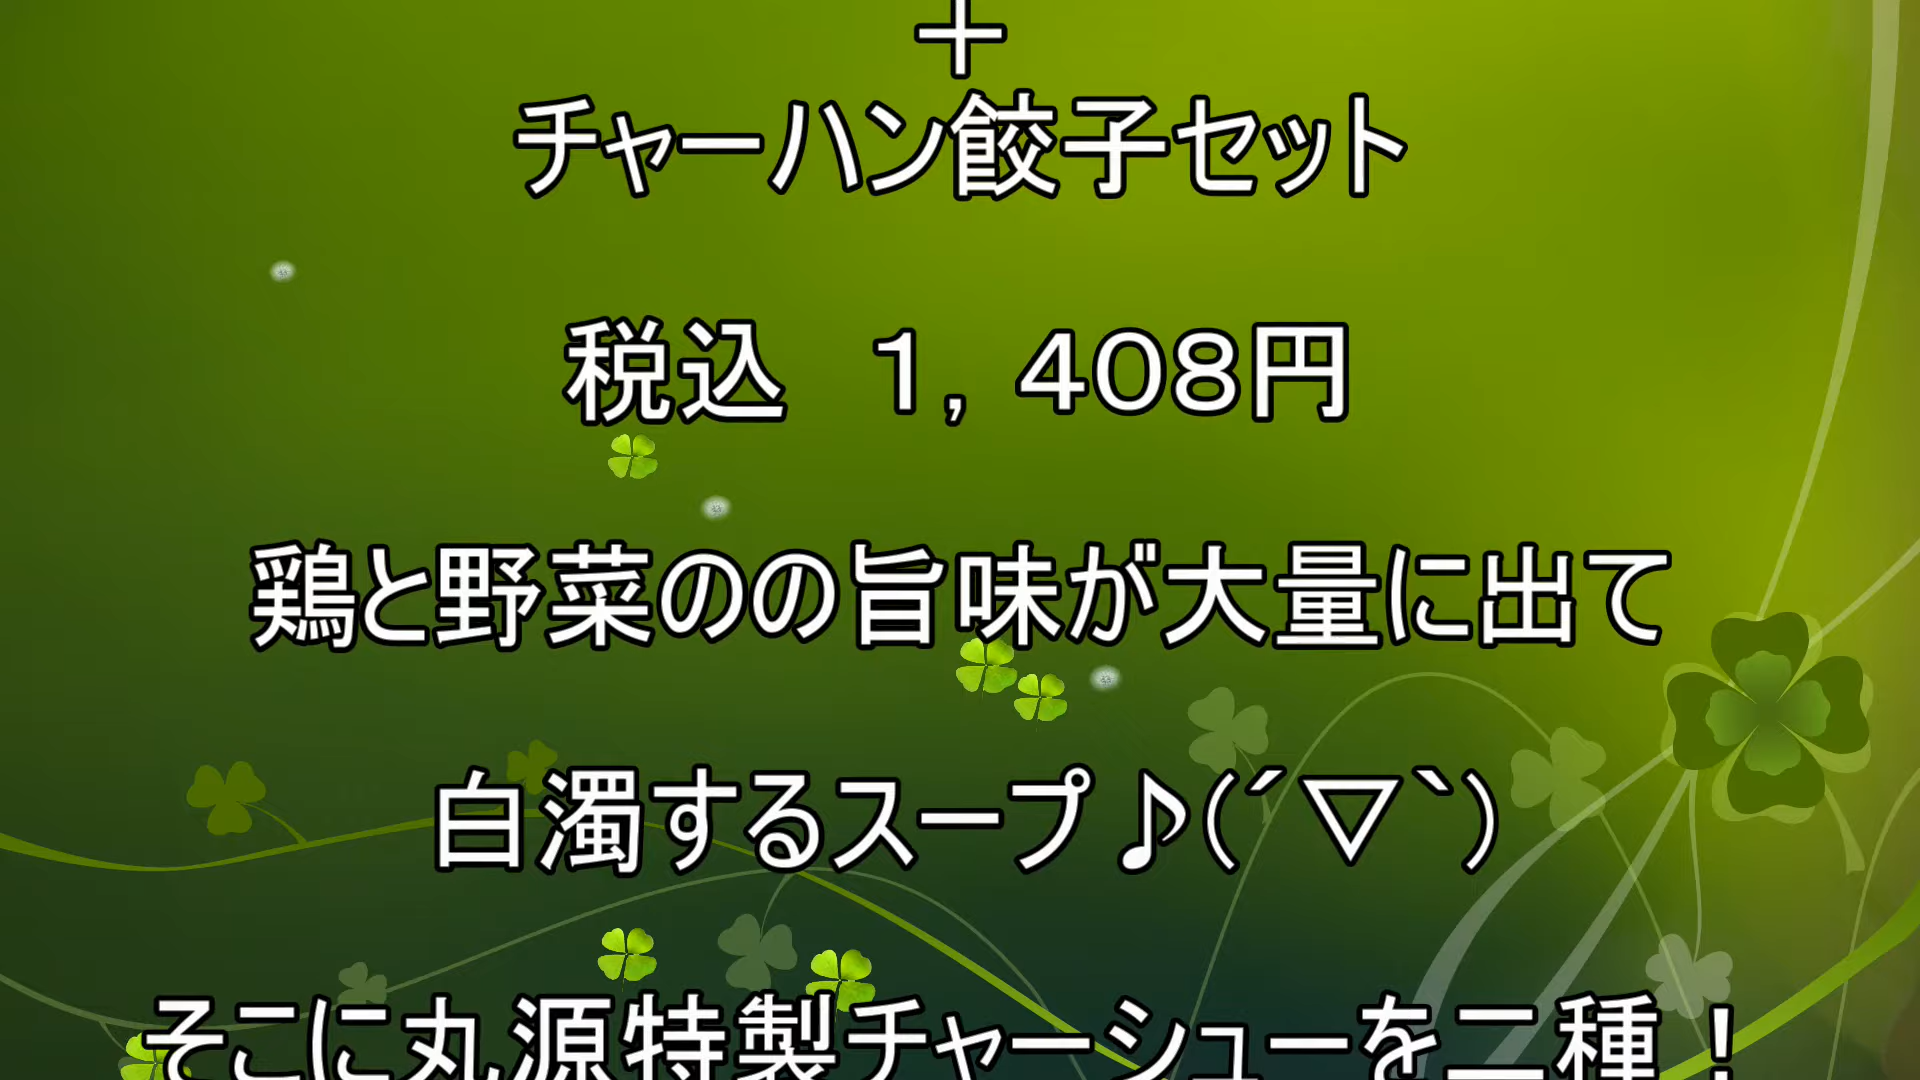 ＋
チャーハン餃子セット
税込　１，４０８円
鶏と野菜のの旨味が大量に出て
白濁するスープ♪(´▽｀)
そこに丸源特製チャーシューを二種！